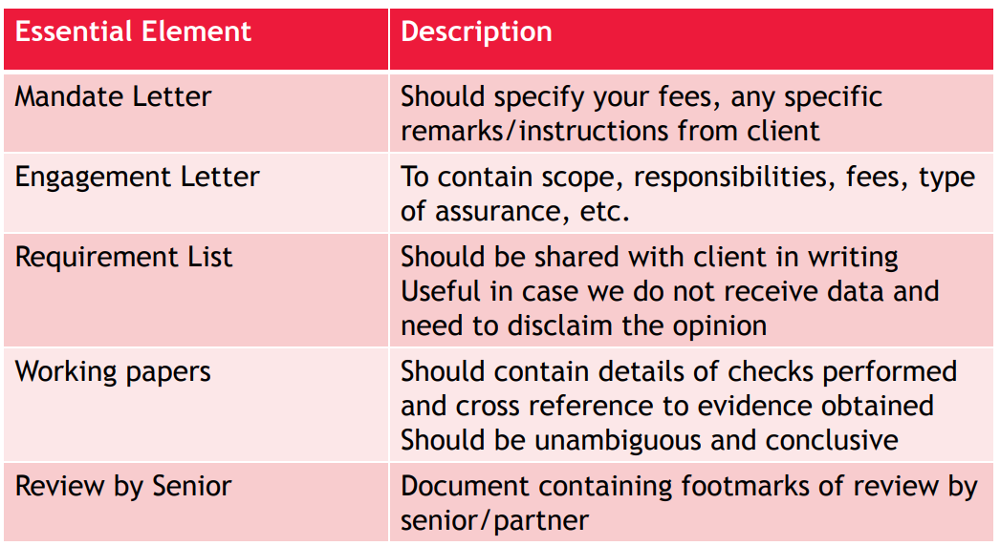 Essential Element
Description
Mandate Letter
Should specify your fees, any specific
remarks/instructions from client
Engagement Letter
To contain scope, responsibilities, fees, type
of assurance, etc.
Requirement List
Should be shared with client in writing
Useful in case we do not receive data and
need to disclaim the opinion
Working papers
Should contain details of checks performed
and cross reference to evidence obtained
Should be unambiguous and conclusive
Review by Senior
Document containing footmarks of review by
senior/partner